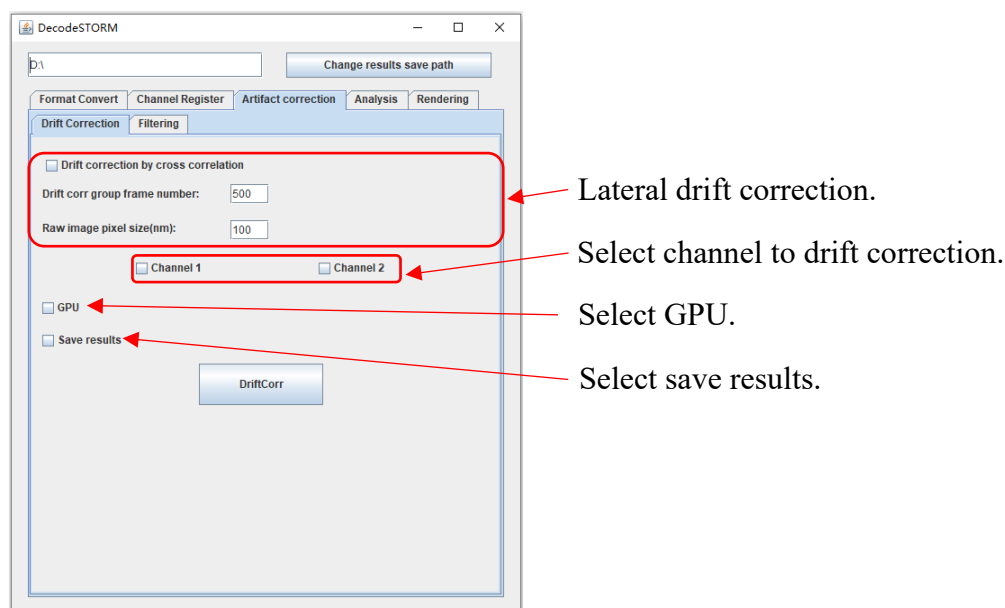 DecodeSTORM
D:\
Change results save path
Format Convert Channel Register Artifact correction Analysis Rendering
Drift Correction Filtering
Drift correction by cross correlation
Drift corr group frame number: 500
Raw image pixel size(nm): 100
Channel 1 Channel 2
GPU
Save results
DriftCorr
Lateral drift correction.
Select channel to drift correction.
Select GPU.
Select save results.